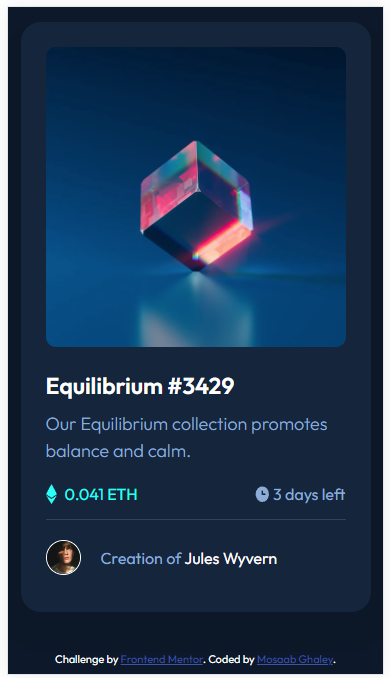 Equilibrium #3429
Our Equilibrium collection promotes
balance and calm.
0.041 ETH 3 days left
Creation of Jules Wyvern
Challenge by Frontend Mentor. Coded by Mosaab Ghaley.